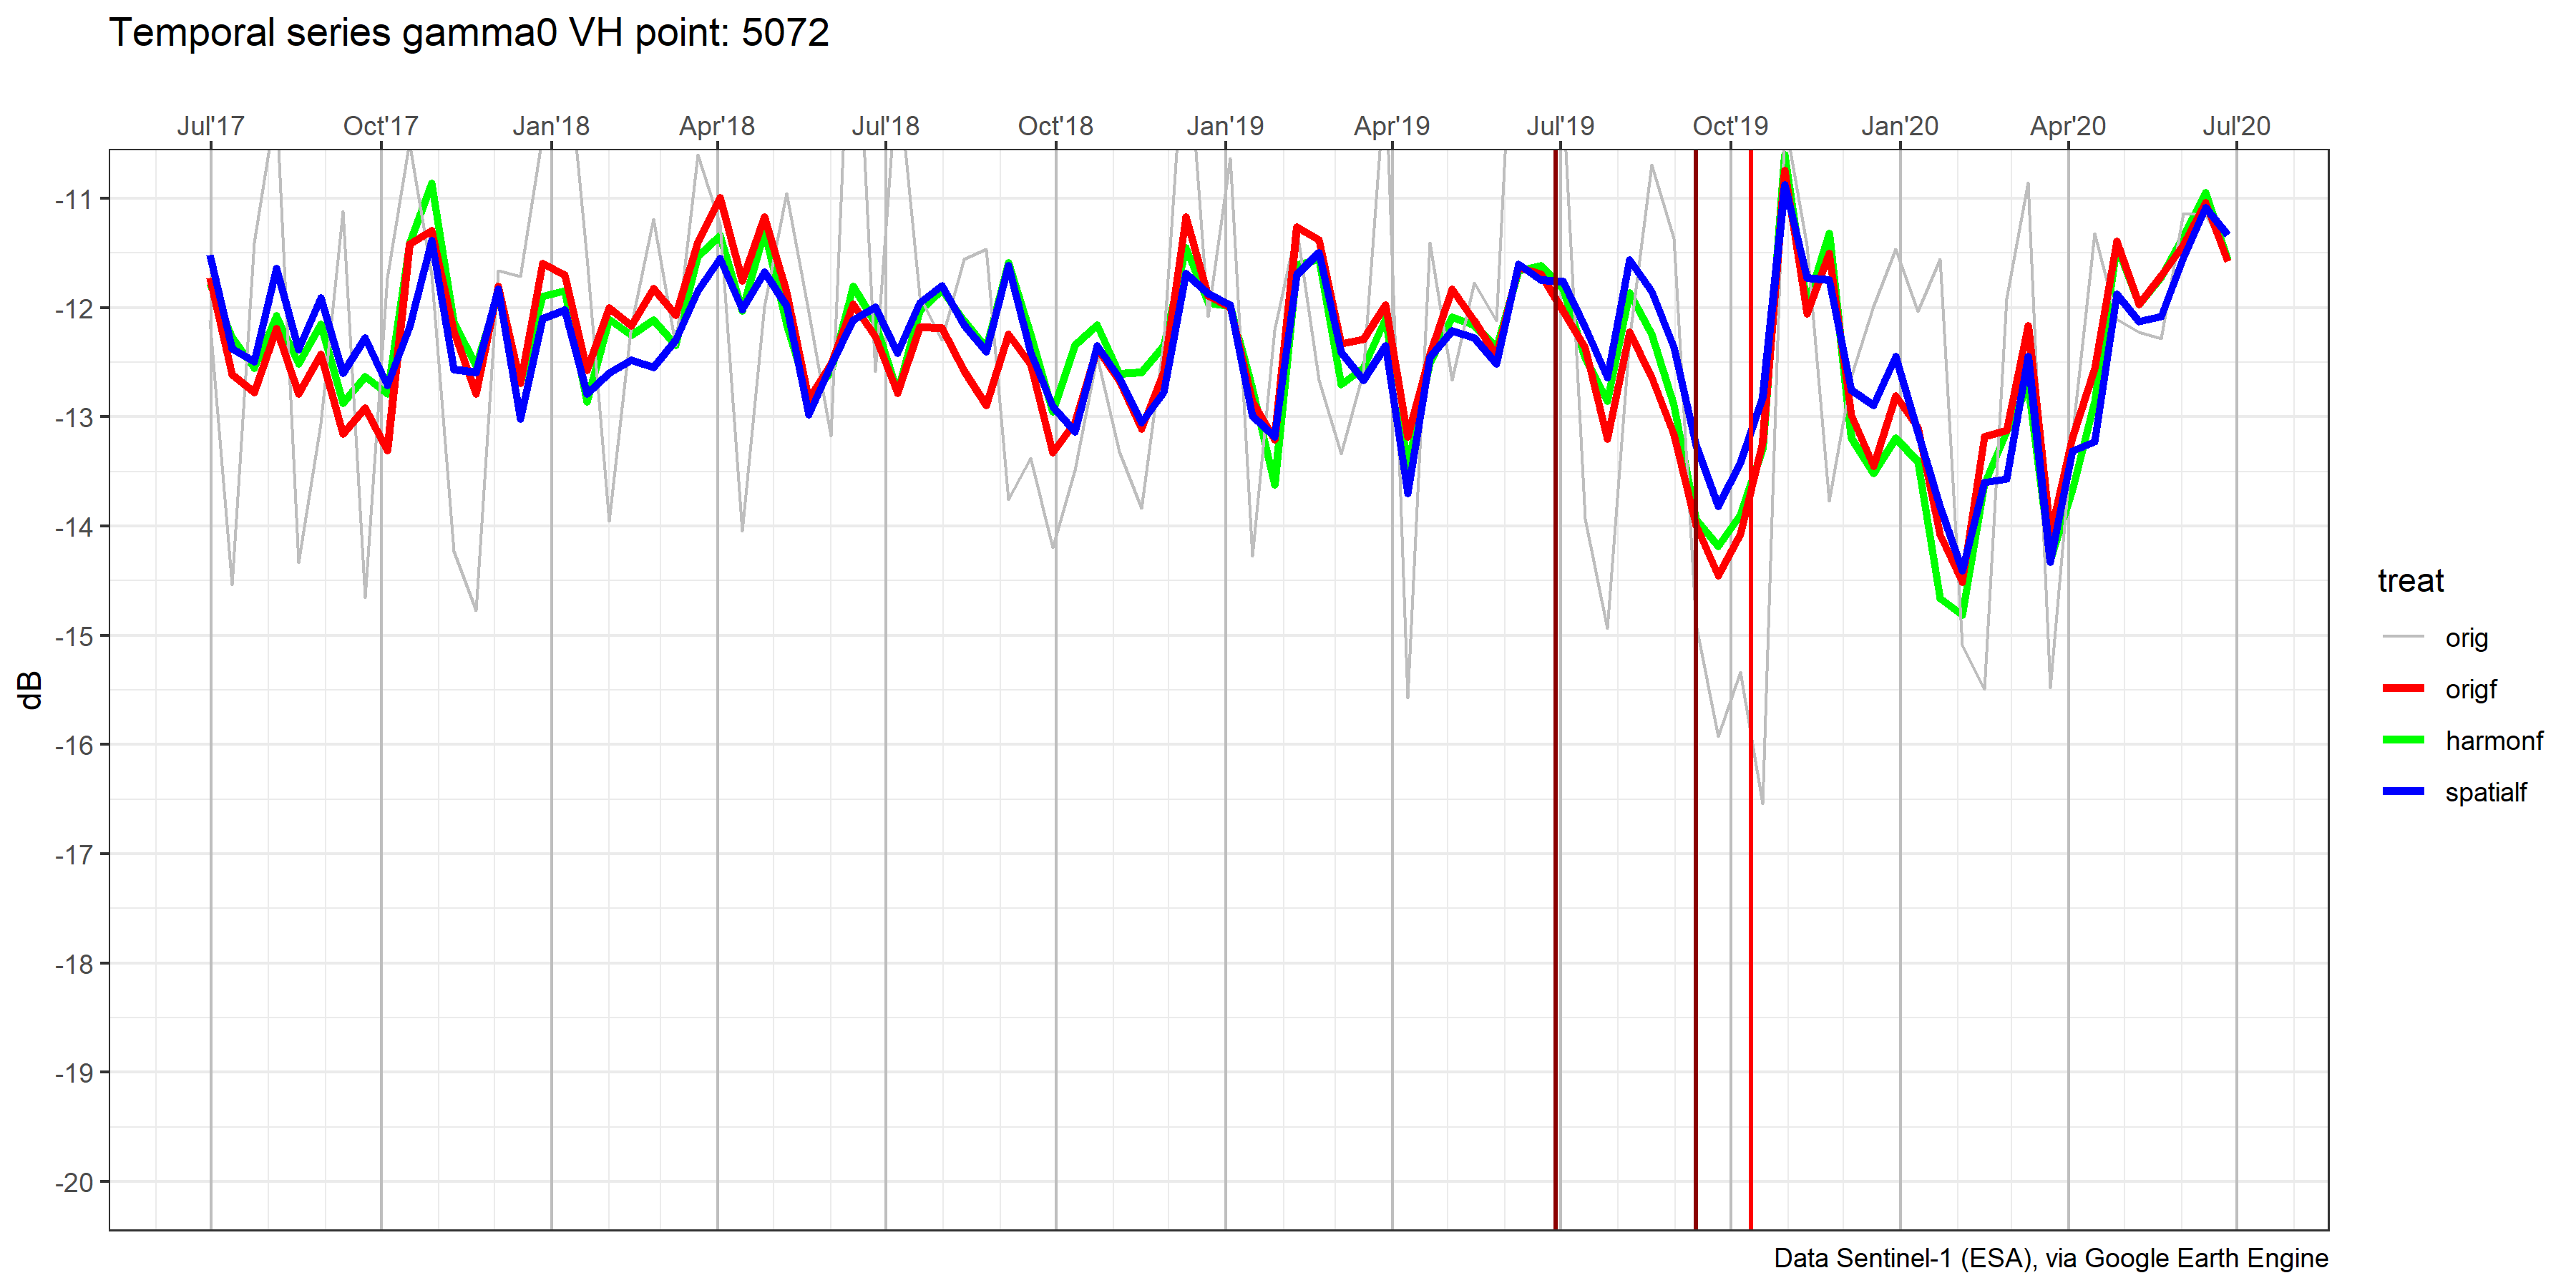 Temporal series gamma0 VH point: 5072
Jul'17 Oct'17 Jan'18 Apr'18 Jul'18 Oct'18 Jan'19 Apr'19 Jul'19 Oct'19 Jan'20 Apr'20 Jul'20
-11
-12
-13
-14
-15
-16
-17
-18
-19
-20
dB
treat
orig
origf
harmonf
spatialf
Data Sentinel-1 (ESA), via Google Earth Engine